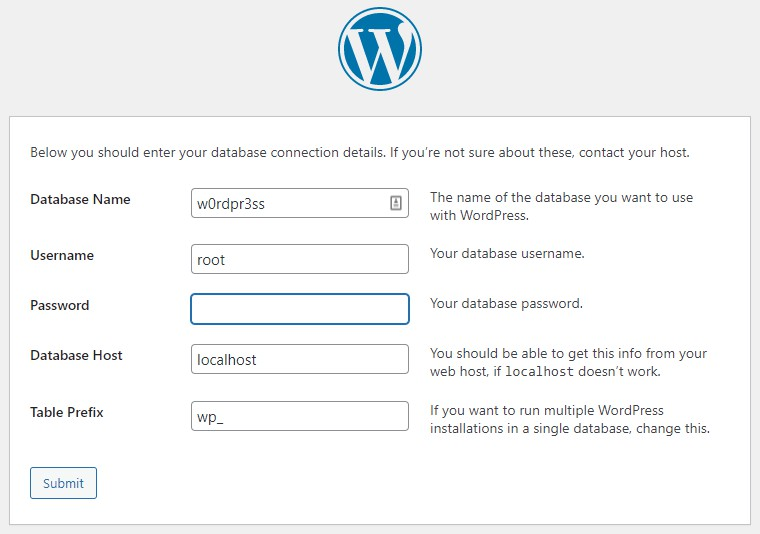 Below you should enter your database connection details. If you’re not sure about these, contact your host.
Database Name
w0rdpr3ss
The name of the database you want to use
with WordPress.
Username
root
Your database username.
Password
Your database password.
Database Host
localhost
You should be able to get this info from your
web host, if localhost doesn’t work.
Table Prefix
wp_
If you want to run multiple WordPress
installations in a single database, change this.
Submit